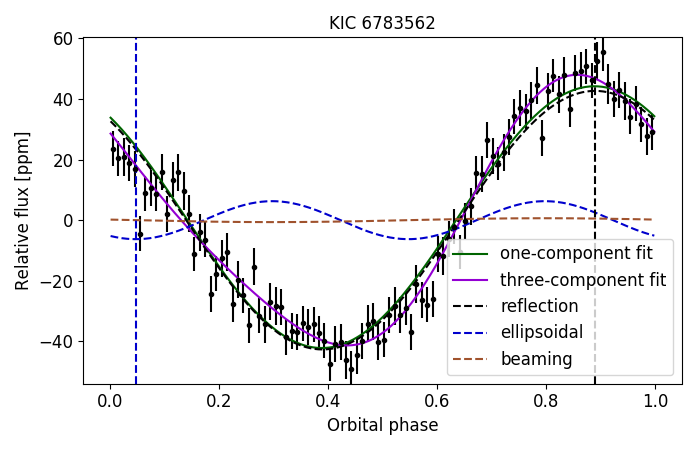 KIC 6783562
Relative flux [ppm]
60
40
20
0
−20
−40
one-component fit
three-component fit
reflection
ellipsoidal
beaming
0.0 0.2 0.4 0.6 0.8 1.0
Orbital phase